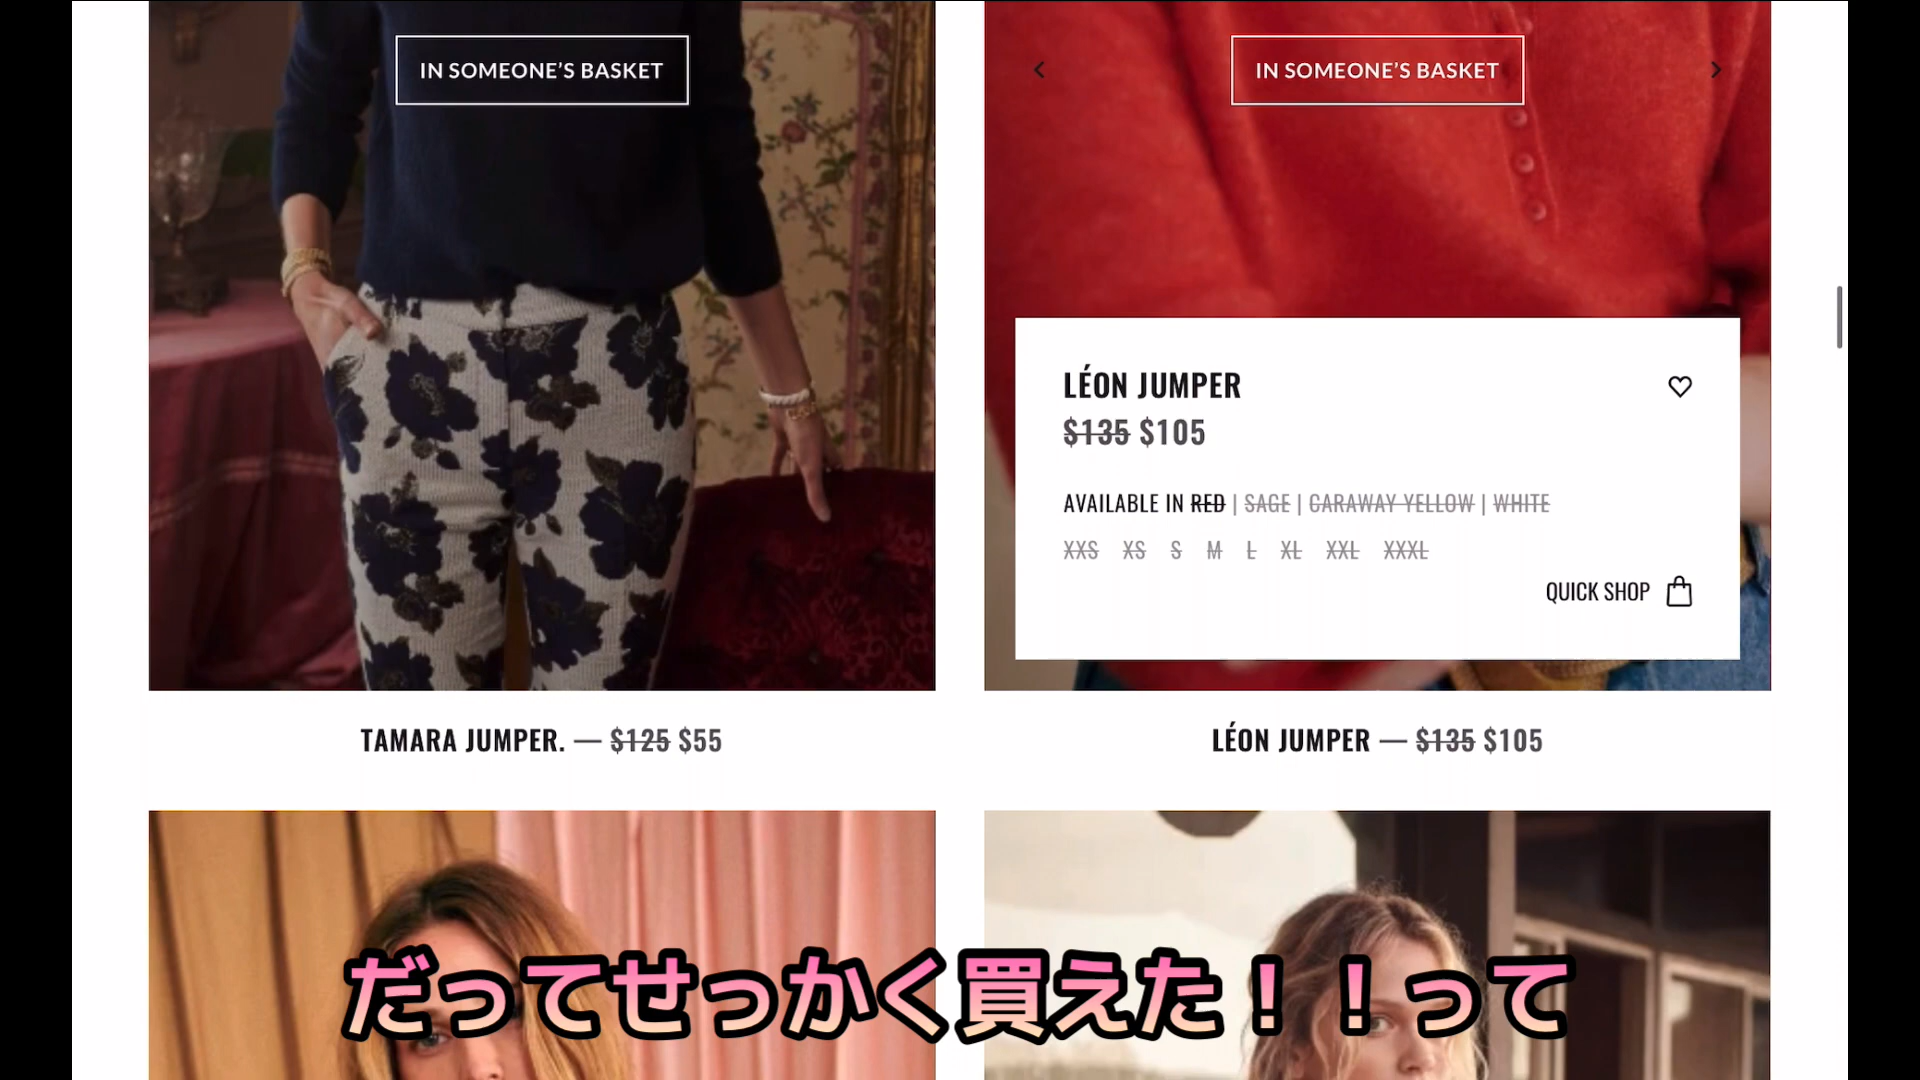 IN SOMEONE’S BASKET
IN SOMEONE’S BASKET
LÉON JUMPER
$135 $105
AVAILABLE IN RED | SAGE | CARAWAY YELLOW | WHITE
XXS XS S M L XL XXL XXXL
QUICK SHOP
TAMARA JUMPER. — $125 $55
LÉON JUMPER — $135 $105
だってせっかく買えた！！って